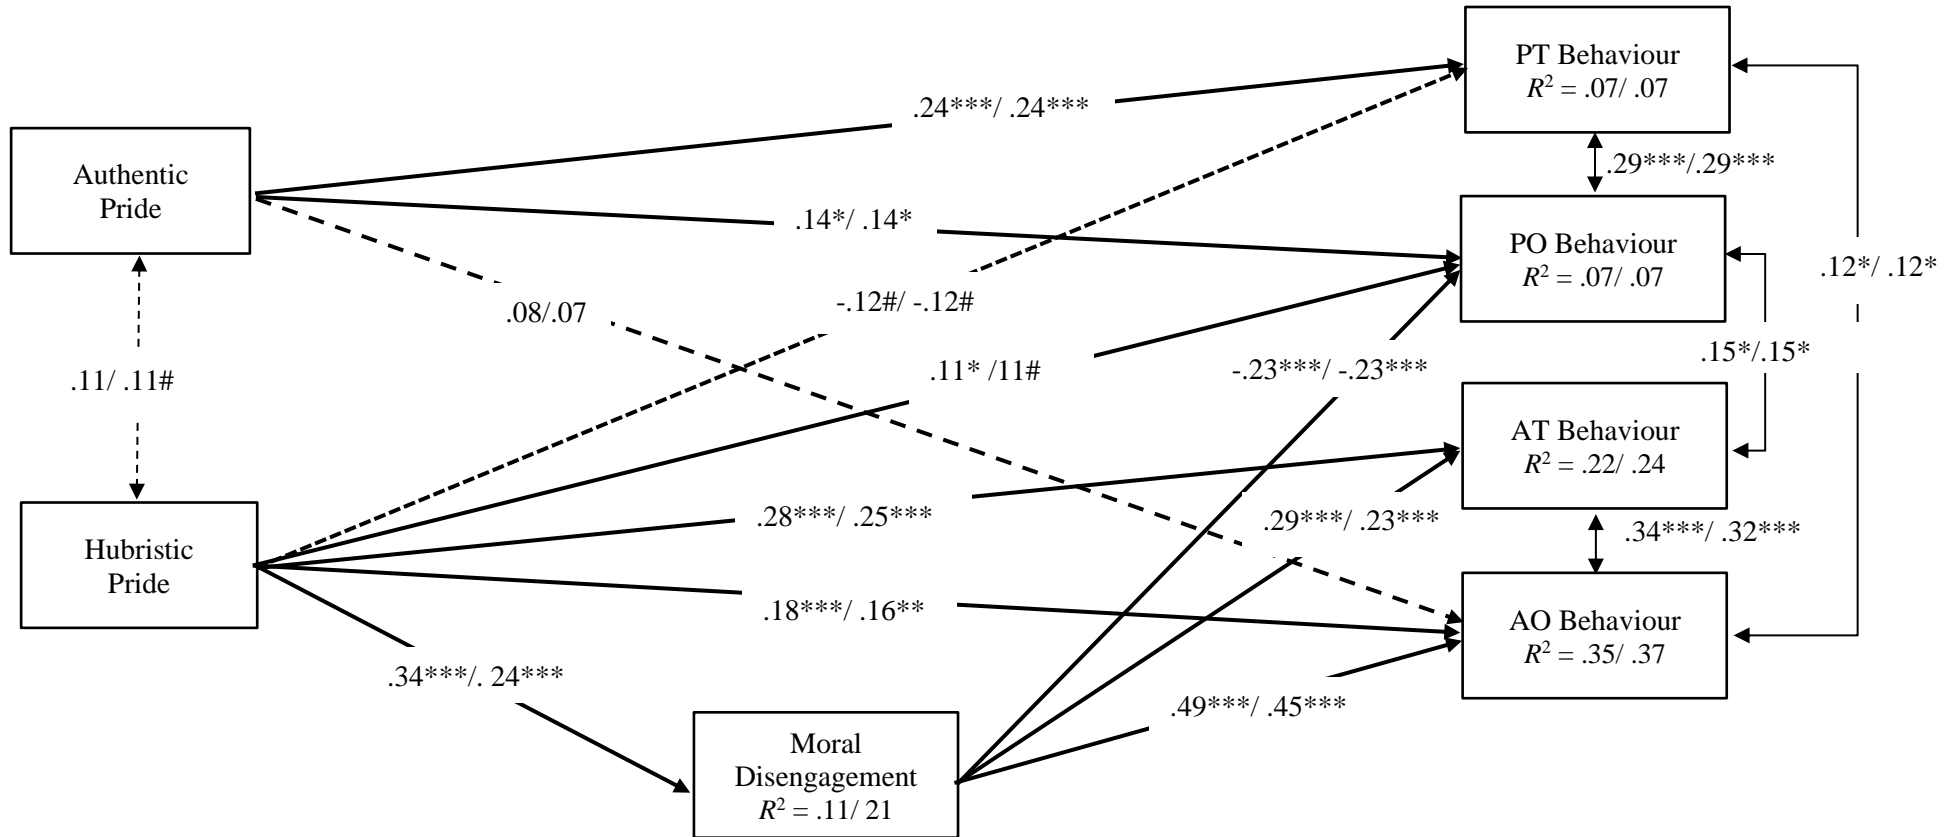 PT Behaviour
R² = .07/ .07
.24***/ .24***
Authentic
Pride
.29***/.29***
.14*/ .14*
PO Behaviour
R² = .07/ .07
.12*/ .12*
-.12#/ -.12#
.08/.07
.11/ .11#
.11* /11#
-.23***/ -.23***
.15*/.15*
AT Behaviour
R² = .22/ .24
.28***/ .25***
.29***/ .23***
.34***/ .32***
Hubristic
Pride
.18***/ .16**
AO Behaviour
R² = .35/ .37
.34***/. 24***
.49***/ .45***
Moral
Disengagement
R² = .11/ 21